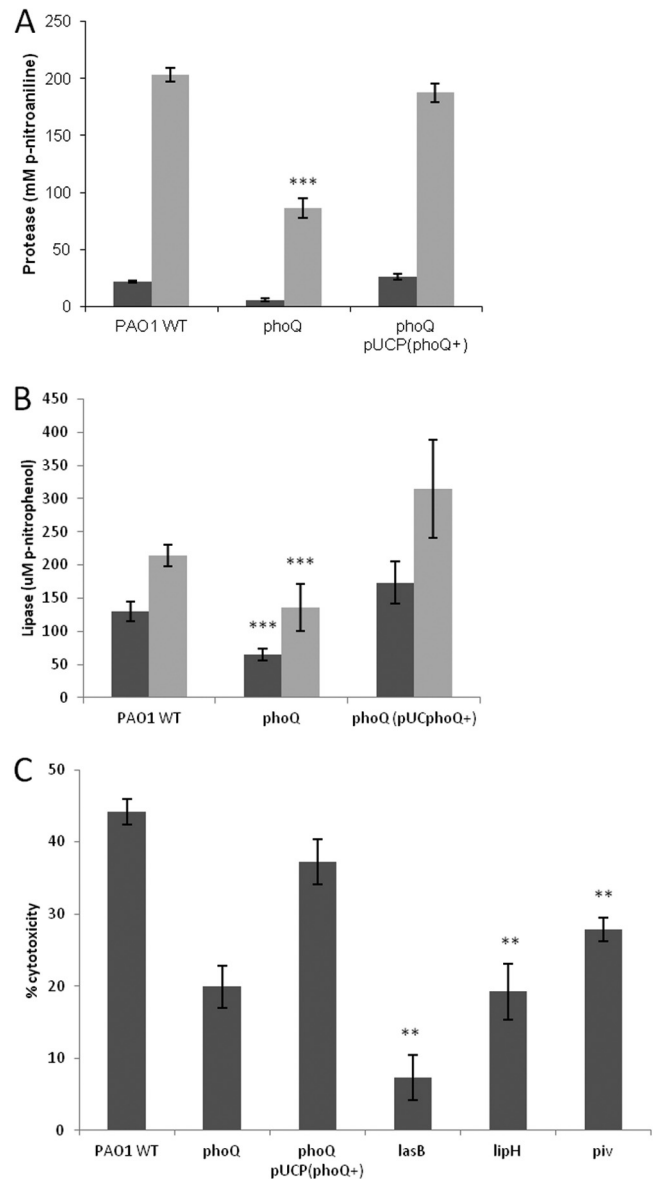 A
Protease (mM p-nitroaniline)
250
200
150
100
50
0
***
PAO1 WT
phoQ
phoQ
pUCP(phoQ+)
B
Lipase (uM p-nitrophenol)
450
400
350
300
250
200
150
100
50
0
***
***
PAO1 WT
phoQ
phoQ (pUCphoQ+)
C
% cytotoxicity
50
40
30
20
10
0
**
**
**
PAO1 WT
phoQ
phoQ
pUCP(phoQ+)
lasB
lipH
piv